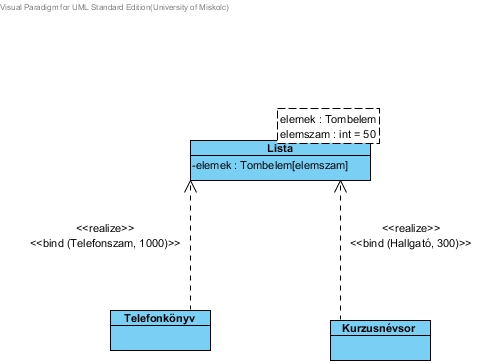 Visual Paradigm for UML Standard Edition(University of Miskolc)
elemek : Tombelem
elemszam : int = 50
Lista
-elemek : Tombelem[elemszam]
<<realize>>
<<bind (Telefonszam, 1000)>>
<<realize>>
<<bind (Hallgató, 300)>>
Telefonkönyv
Kurzusnévsor